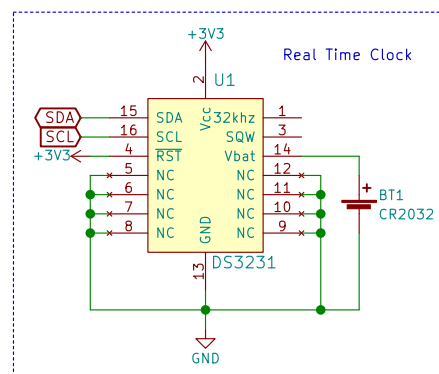 +3V3
Real Time Clock
U1
2
Vcc
SDA 15 SDA 32khz 1
SCL 16 SCL SQW 3
+3V3 4 RST Vbat 14
5 NC NC 12
6 NC NC 11
7 NC NC 10
8 NC NC 9
GND
13
DS3231
+
BT1
CR2032
GND